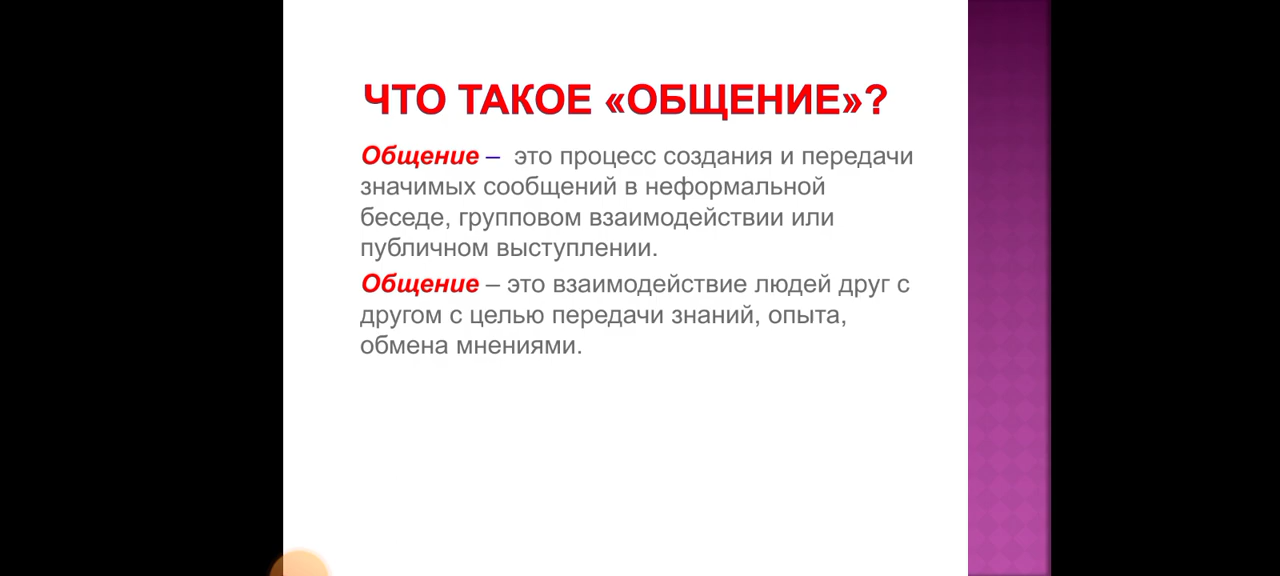 ЧТО ТАКОЕ «ОБЩЕНИЕ»?
Общение – это процесс создания и передачи
значимых сообщений в неформальной
беседе, групповом взаимодействии или
публичном выступлении.
Общение – это взаимодействие людей друг с
другом с целью передачи знаний, опыта,
обмена мнениями.